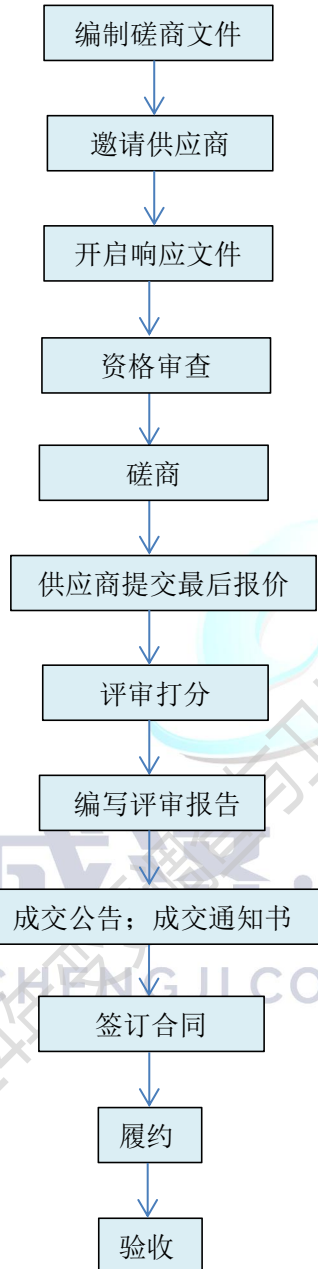 编制磋商文件
邀请供应商
开启响应文件
资格审查
磋商
供应商提交最后报价
评审打分
编写评审报告
成交公告；成交通知书
签订合同
履约
验收